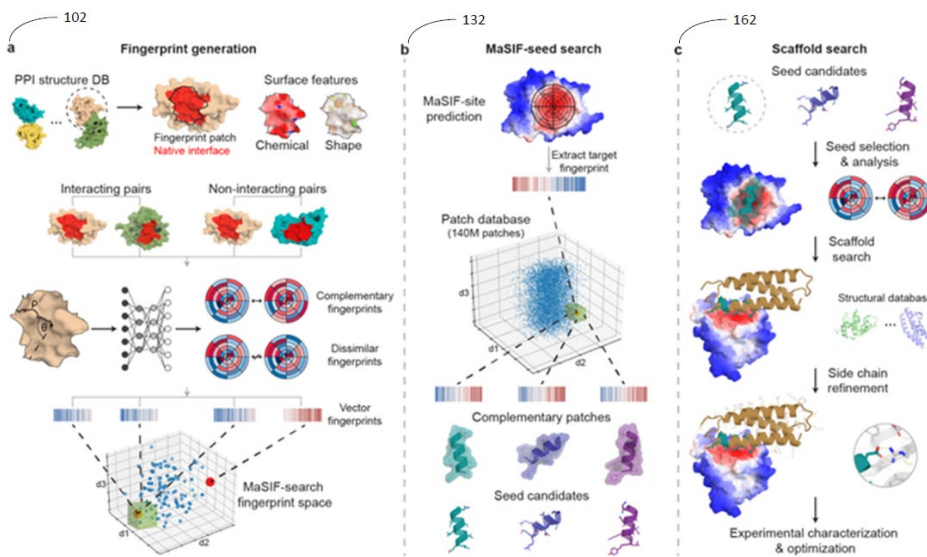 102
132
162
a
Fingerprint generation
PPI structure DB
...
Fingerprint patch
Native interface
Surface features
Chemical
Shape
Interacting pairs
Non-interacting pairs
ρ
θ
Complementary
fingerprints
Dissimilar
fingerprints
Vector
fingerprints
MaSIF-search
fingerprint space
d3
d1
d2
b
MaSIF-seed search
MaSIF-site
prediction
Extract target
fingerprint
Patch database
(140M patches)
d3
d1
d2
Complementary patches
Seed candidates
c
Scaffold search
Seed candidates
Seed selection
& analysis
Scaffold
search
Structural database
...
Side chain
refinement
Experimental characterization
& optimization